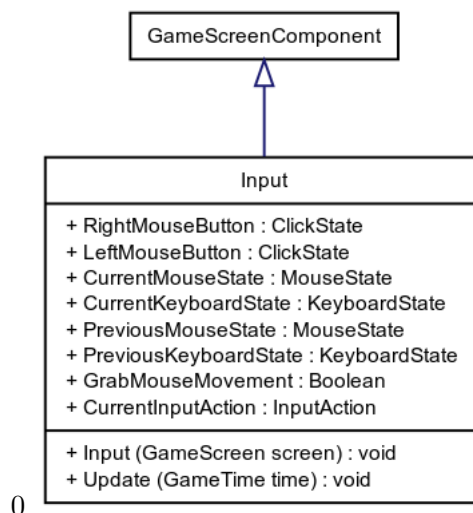 GameScreenComponent
Input
+ RightMouseButton : ClickState
+ LeftMouseButton : ClickState
+ CurrentMouseState : MouseState
+ CurrentKeyboardState : KeyboardState
+ PreviousMouseState : MouseState
+ PreviousKeyboardState : KeyboardState
+ GrabMouseMovement : Boolean
+ CurrentInputAction : InputAction
+ Input (GameScreen screen) : void
+ Update (GameTime time) : void
0